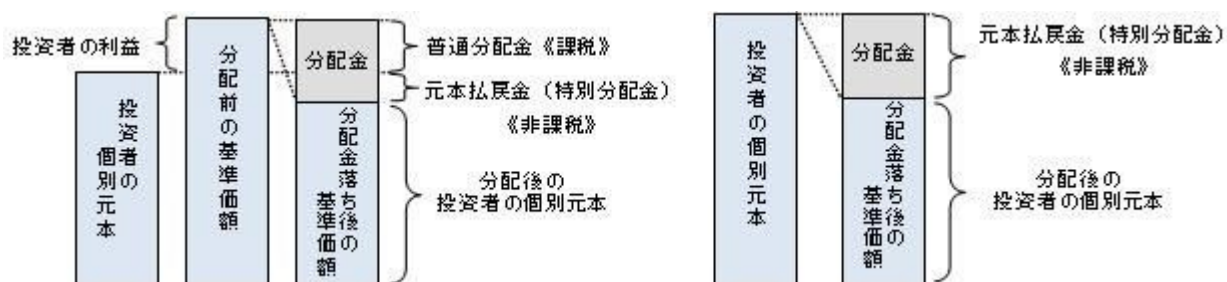 投資者の利益
投資者の
個別元本
分配前の基準価額
分配金
分配金落ち後の
基準価額
普通分配金《課税》
元本払戻金（特別分配金）
《非課税》
分配後の
投資者の個別元本
投資者の個別元本
分配金
分配金落ち後の
基準価額
元本払戻金（特別分配金）
《非課税》
分配後の
投資者の個別元本